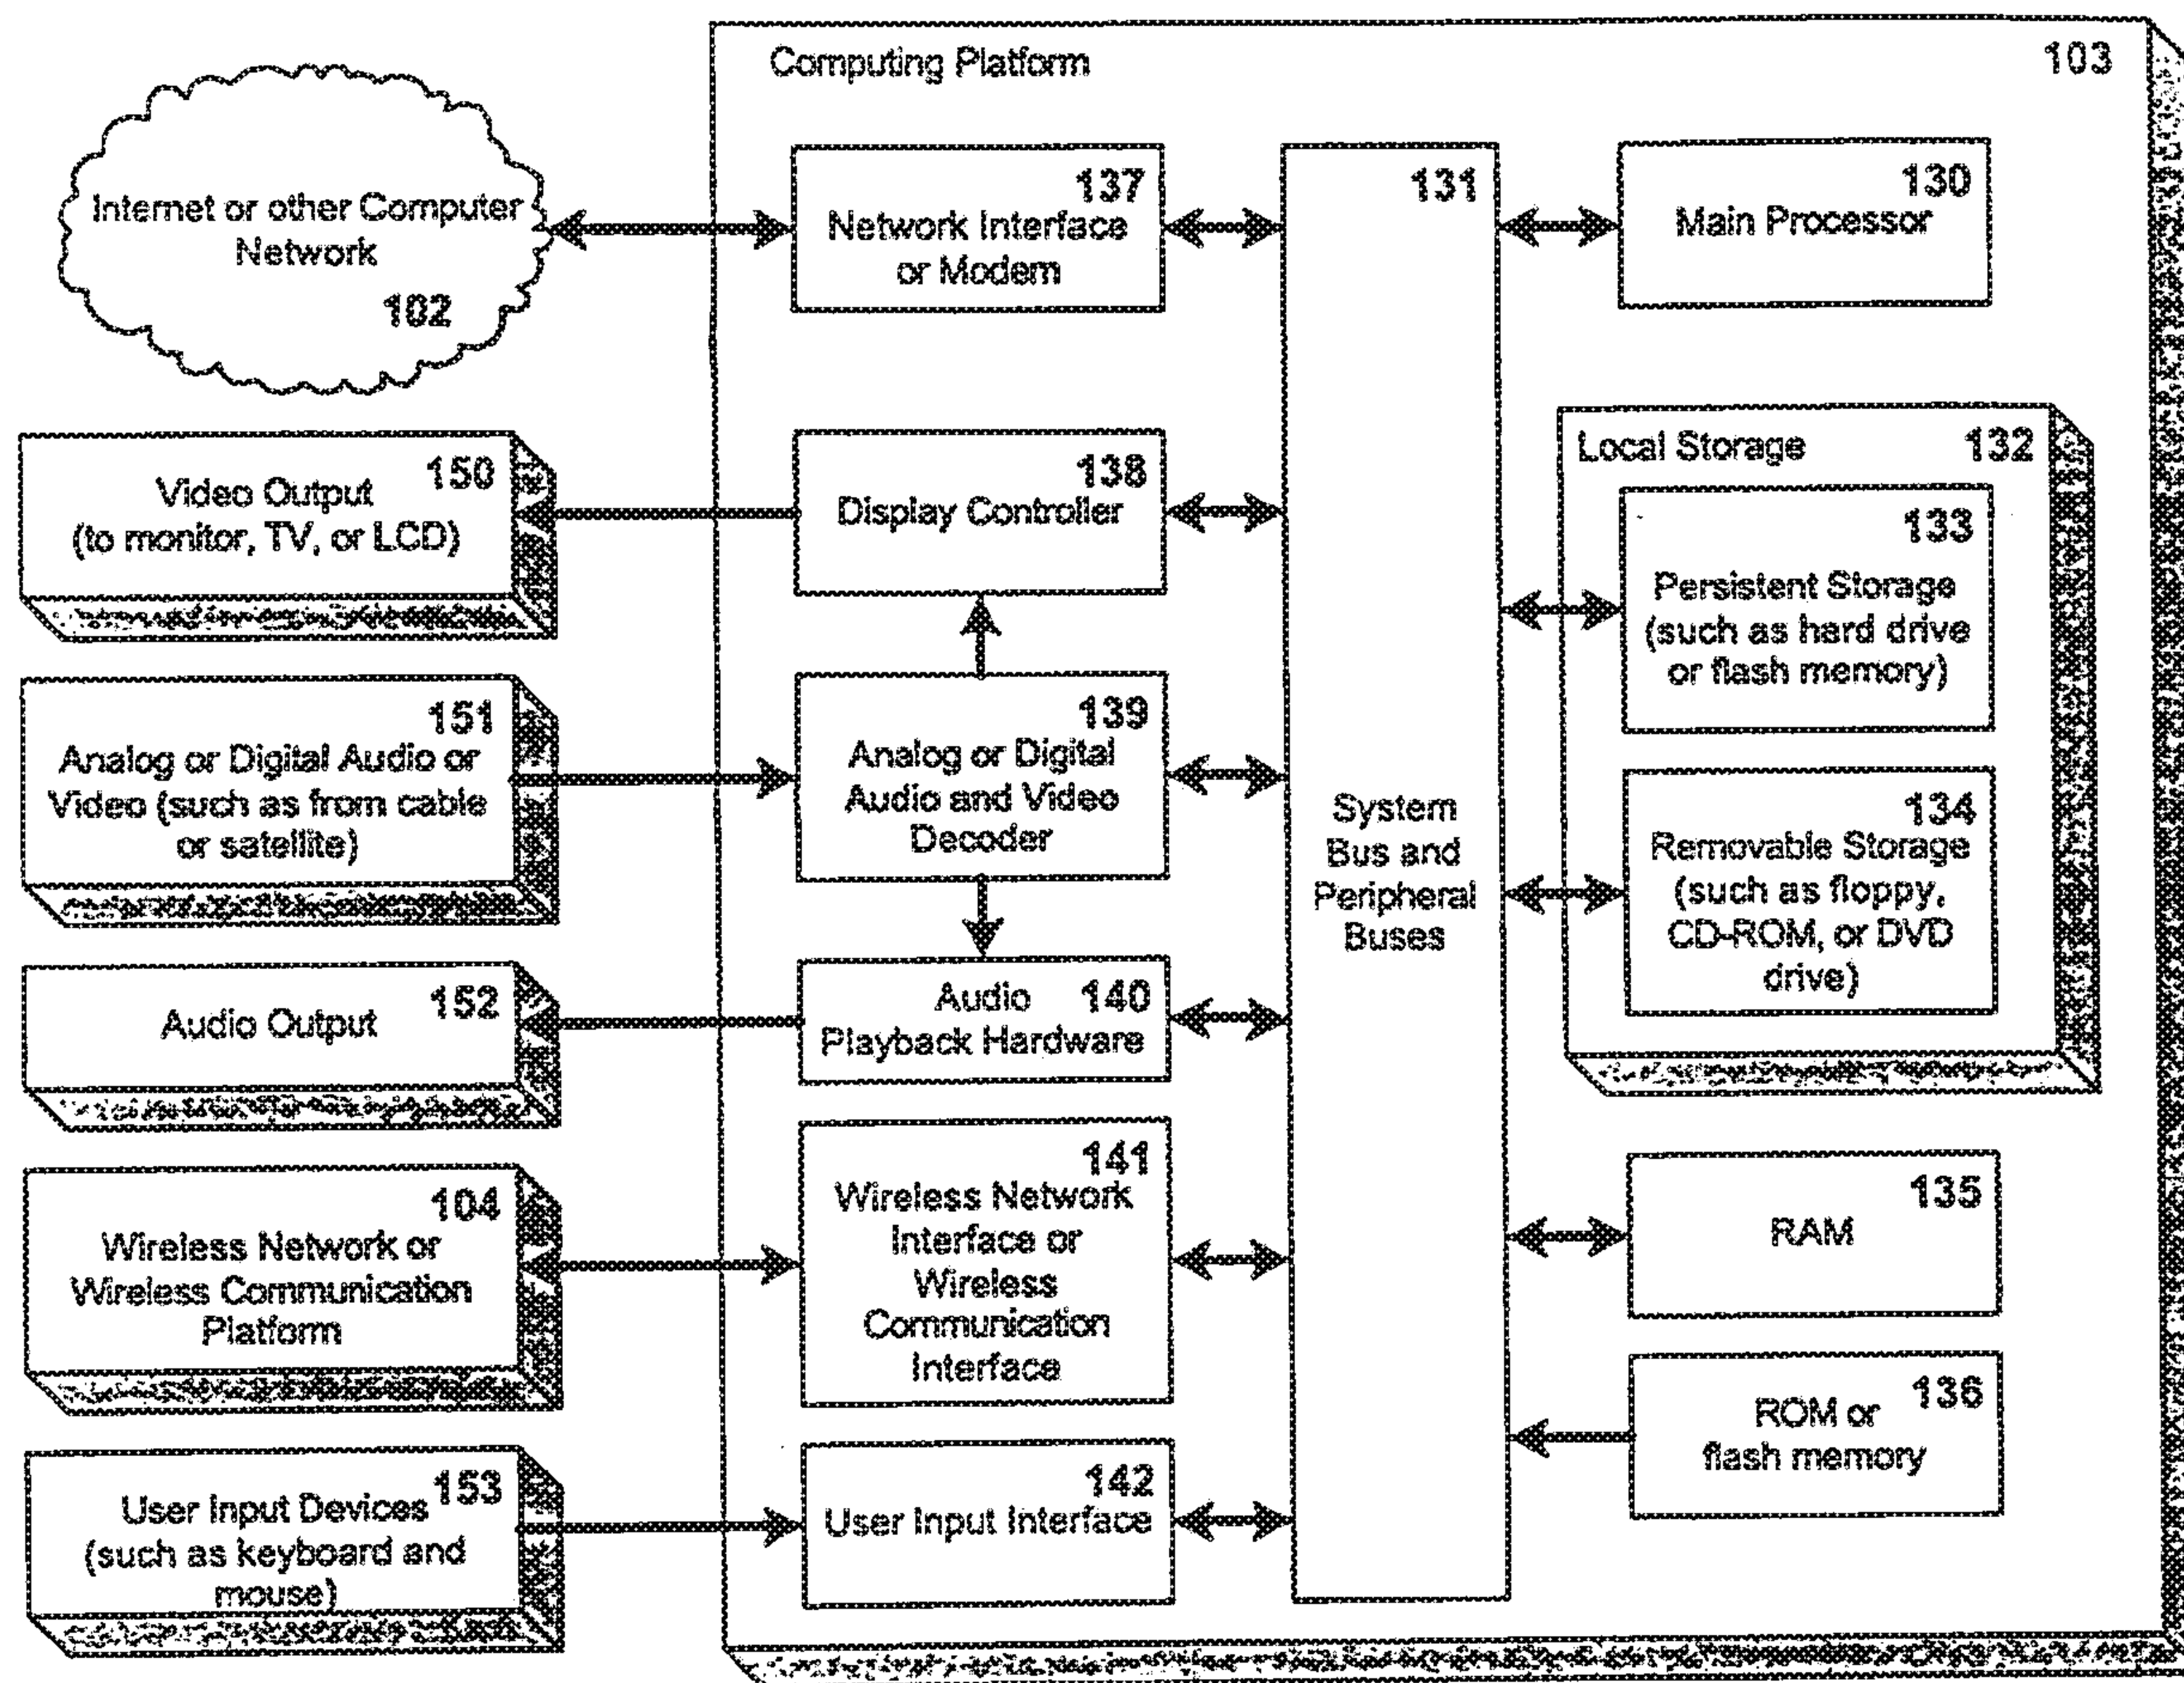 Computing Platform
103
Internet or other Computer
Network
102
137
Network Interface
or Modem
131
System
Bus and
Peripheral
Buses
130
Main Processor
150
Video Output
(to monitor, TV, or LCD)
138
Display Controller
Local Storage
132
133
Persistent Storage
(such as hard drive
or flash memory)
151
Analog or Digital Audio or
Video (such as from cable
or satellite)
139
Analog or Digital
Audio and Video
Decoder
134
Removable Storage
(such as floppy,
CD-ROM, or DVD
drive)
152
Audio Output
Audio 140
Playback Hardware
104
Wireless Network or
Wireless Communication
Platform
141
Wireless Network
Interface or
Wireless
Communication
Interface
135
RAM
136
ROM or
flash memory
153
User Input Devices
(such as keyboard and
mouse)
142
User Input Interface